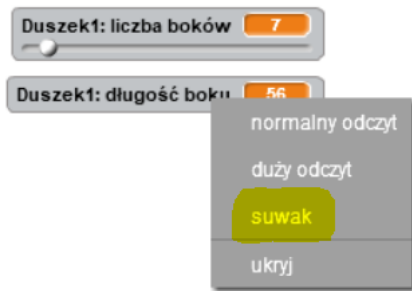 Duszek1: liczba boków 7
Duszek1: długość boku 56
normalny odczyt
duży odczyt
suwak
ukryj